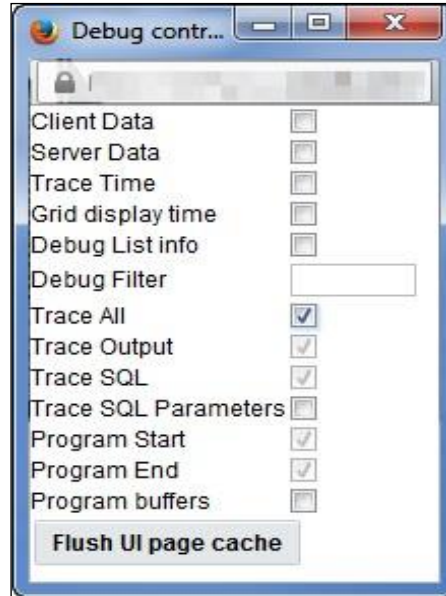 Debug contr...
Client Data
Server Data
Trace Time
Grid display time
Debug List info
Debug Filter
Trace All
Trace Output
Trace SQL
Trace SQL Parameters
Program Start
Program End
Program buffers
Flush UI page cache